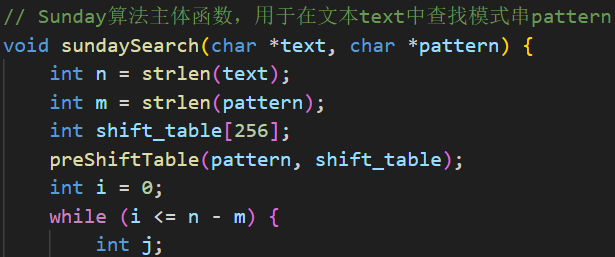 // Sunday算法主体函数，用于在文本text中查找模式串pattern
void sundaySearch(char *text, char *pattern) {
    int n = strlen(text);
    int m = strlen(pattern);
    int shift_table[256];
    preShiftTable(pattern, shift_table);
    int i = 0;
    while (i <= n - m) {
        int j;